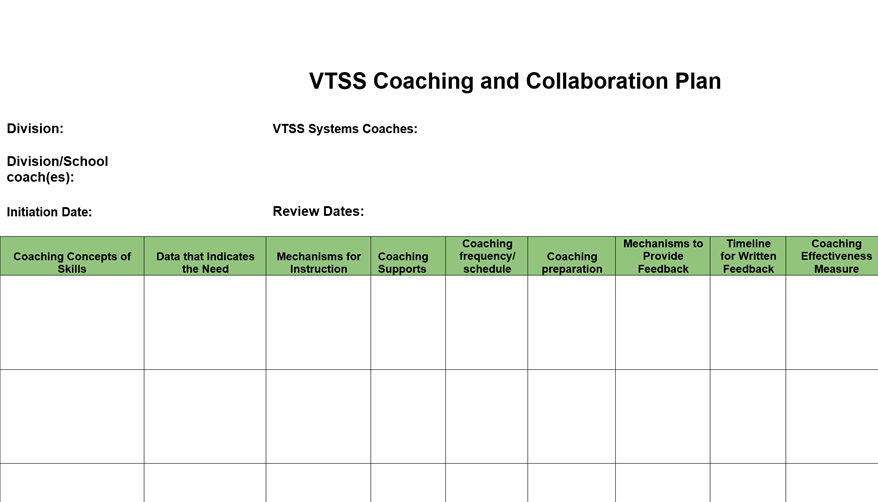 VTSS Coaching and Collaboration Plan
Division:
VTSS Systems Coaches:
Division/School
coach(es):
Initiation Date:
Review Dates:
Coaching Concepts of
Skills
Data that Indicates
the Need
Mechanisms for
Instruction
Coaching
Supports
Coaching
frequency/
schedule
Coaching
preparation
Mechanisms to
Provide
Feedback
Timeline
for Written
Feedback
Coaching
Effectiveness
Measure